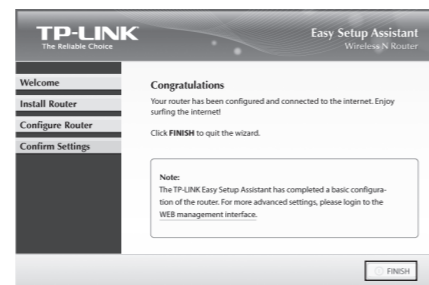 TP-LINK
The Reliable Choice
Easy Setup Assistant
Wireless N Router
Welcome
Install Router
Configure Router
Confirm Settings
Congratulations
Your router has been configured and connected to the internet. Enjoy
surfing the internet!
Click FINISH to quit the wizard.
Note:
The TP-LINK Easy Setup Assistant has completed a basic configura-
tion of the router. For more advanced settings, please login to the
WEB management interface.
FINISH